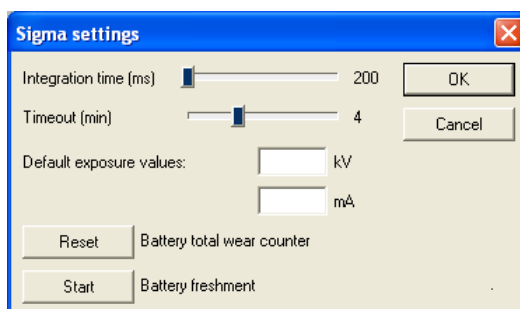 Sigma settings
Integration time (ms) 200 OK
Timeout (min) 4 Cancel
Default exposure values: kV
mA
Reset Battery total wear counter
Start Battery freshment